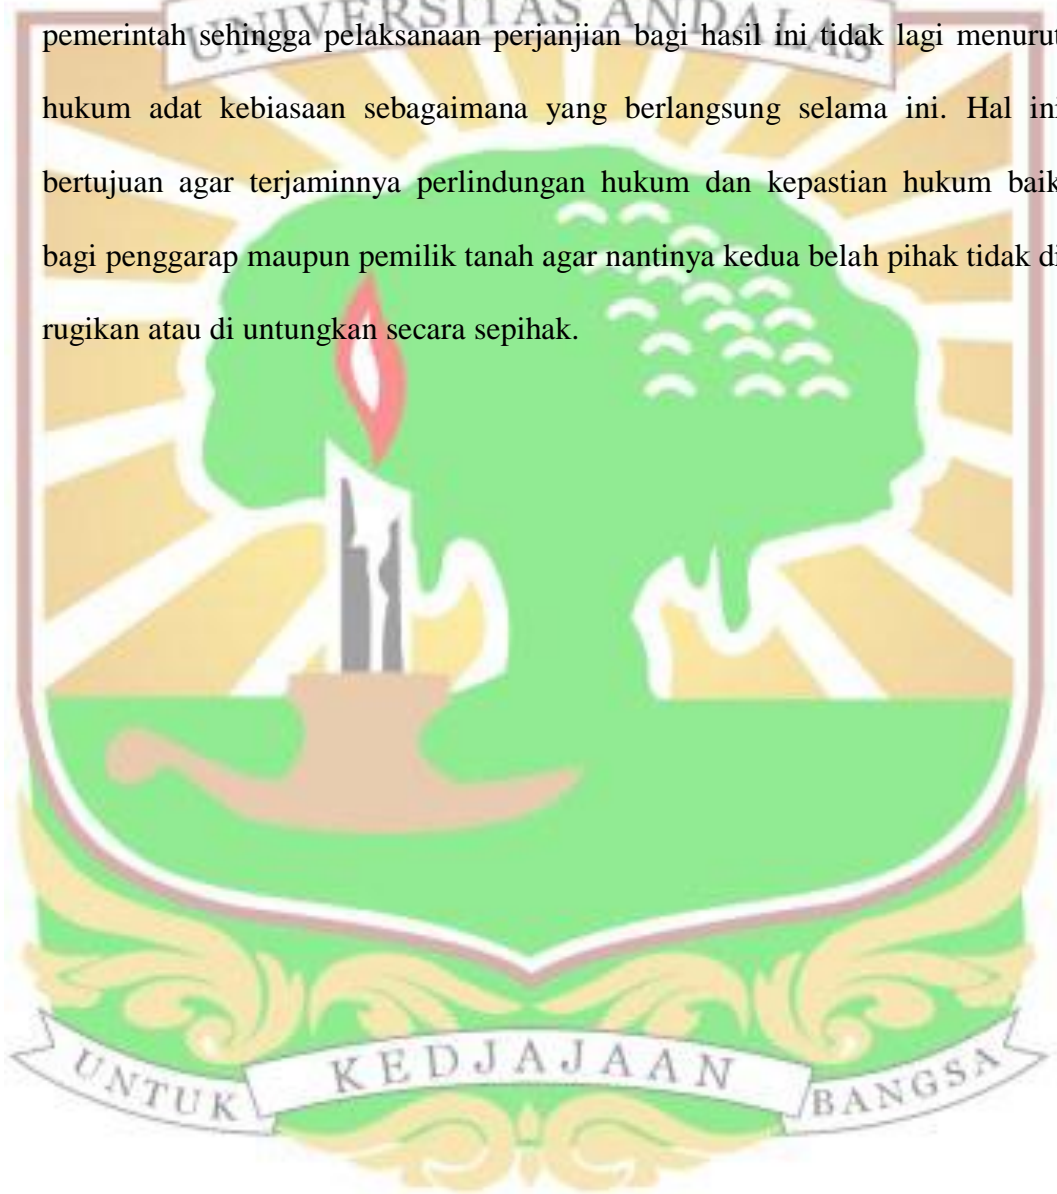 UNIVERSITAS ANDALAS
pemerintah sehingga pelaksanaan perjanjian bagi hasil ini tidak lagi menurut
hukum adat kebiasaan sebagaimana yang berlangsung selama ini. Hal ini
bertujuan agar terjaminnya perlindungan hukum dan kepastian hukum baik
bagi penggarap maupun pemilik tanah agar nantinya kedua belah pihak tidak di
rugikan atau di untungkan secara sepihak.
UNTUK KEDJAJAAN BANGSA